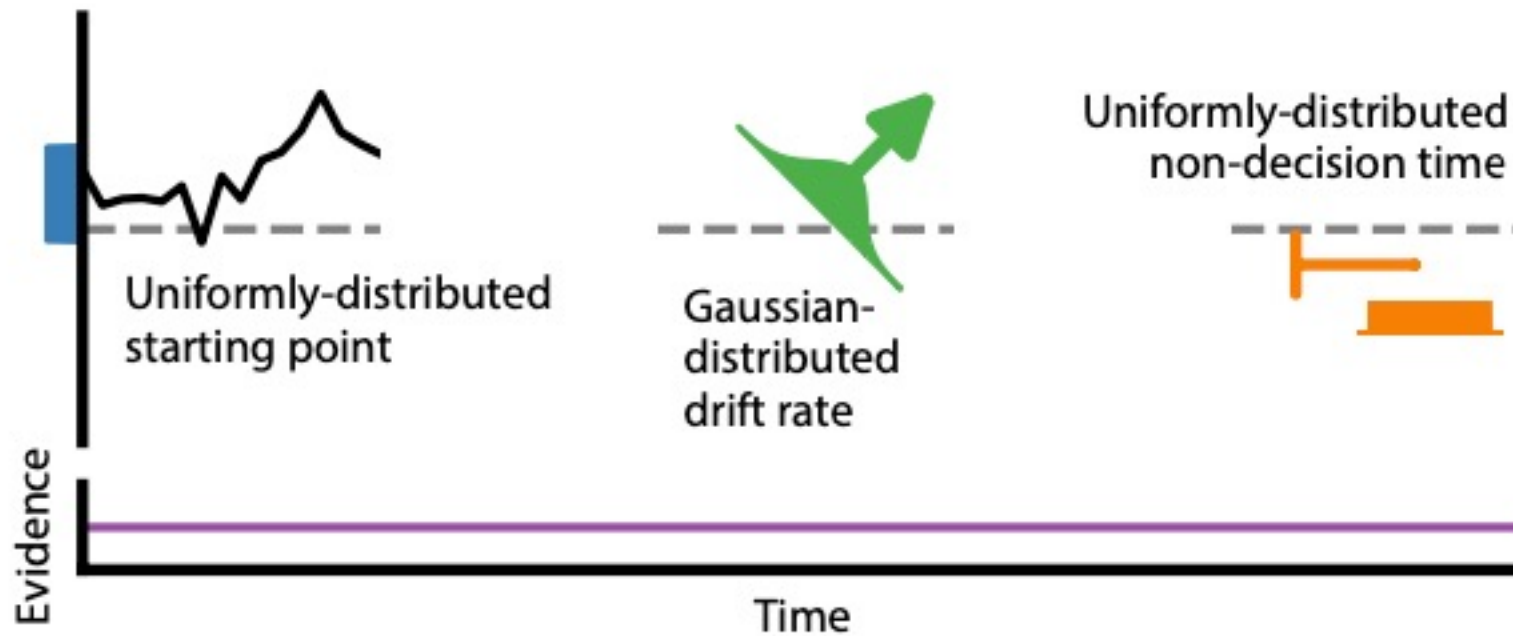 Uniformly-distributed
non-decision time
Uniformly-distributed
starting point
Gaussian-
distributed
drift rate
Evidence
Time